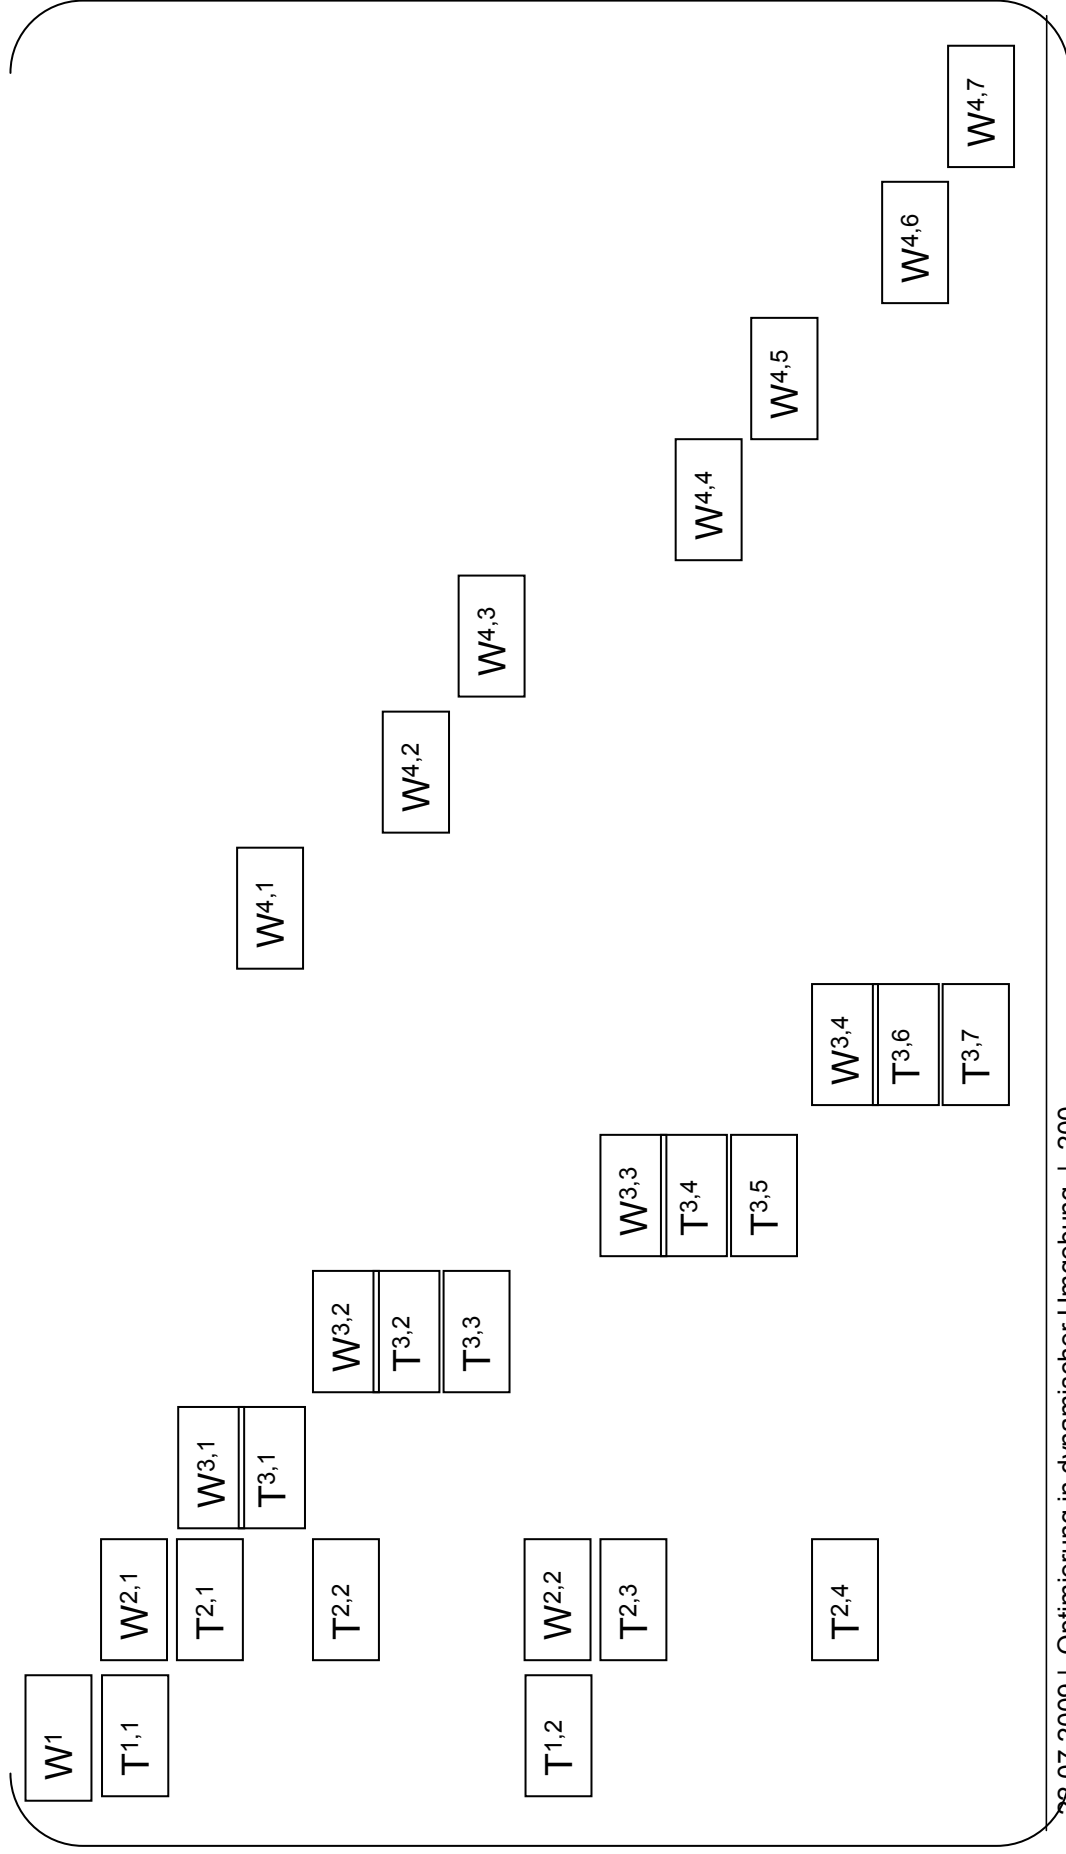 W1
T1,1 W2,1
T2,1 W3,1
T3,1 W4,1
T2,2 W3,2
T3,2 W4,2
T3,3 W4,3
T1,2 W2,2
T2,3 W3,3
T3,4 W4,4
T3,5 W4,5
T2,4 W3,4
T3,6 W4,6
T3,7 W4,7
| Optimierung in dynamischer Umgebung |